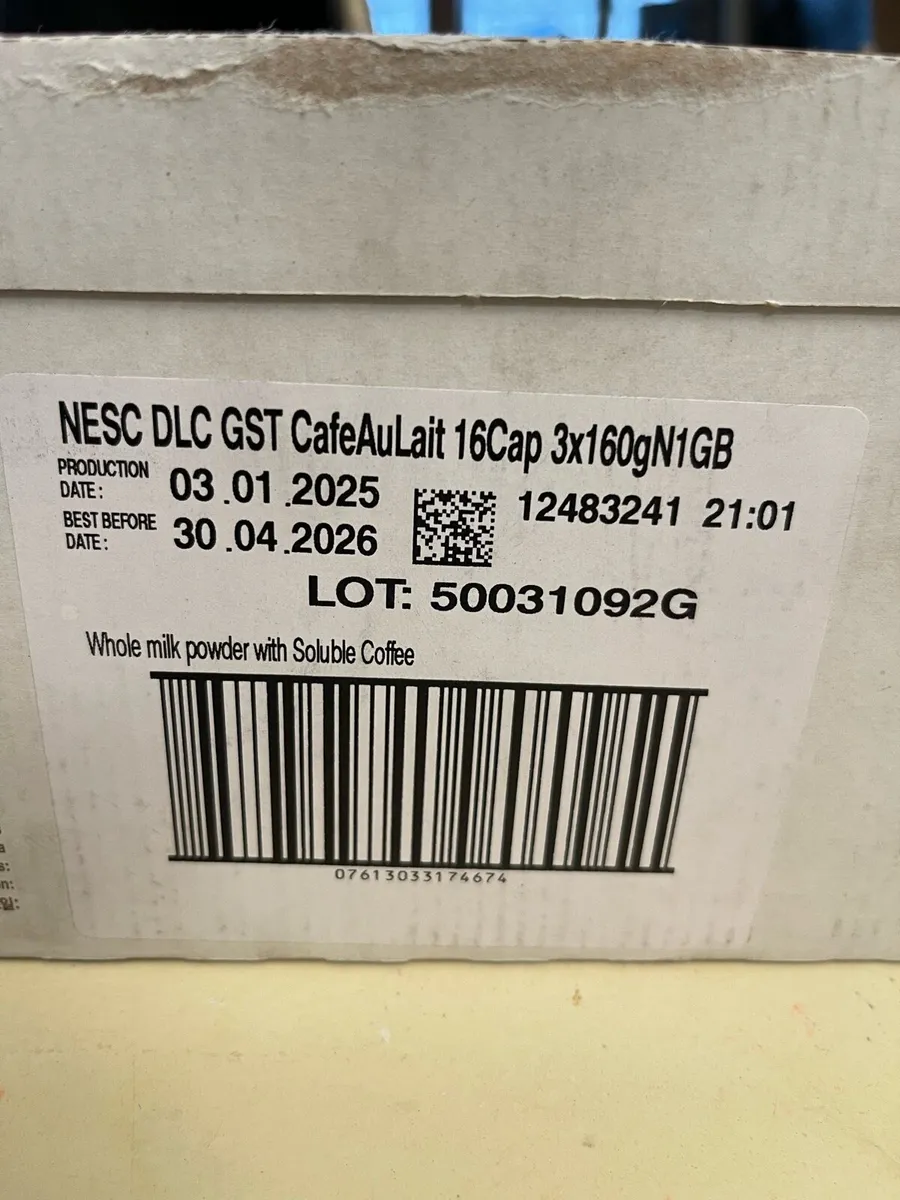 NESC DLC GST CafeAuLait 16Cap 3x160gN1GB
PRODUCTION DATE: 03.01.2025
12483241 21:01
BEST BEFORE DATE: 30.04.2026
LOT: 50031092G
Whole milk powder with Soluble Coffee
07613033174674